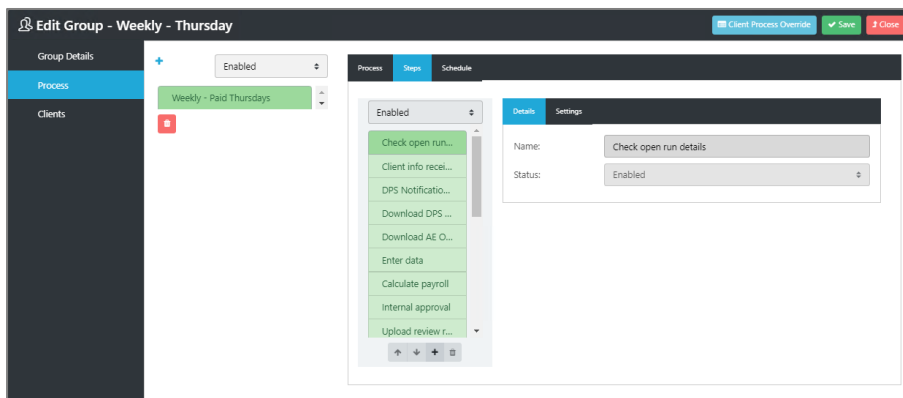 Edit Group - Weekly - Thursday
Client Process Override
Save
Close
Group Details
Process
Clients
Enabled
Weekly - Paid Thursdays
Process
Steps
Schedule
Enabled
Check open run...
Client info recei...
DPS Notificatio...
Download DPS ...
Download AE O...
Enter data
Calculate payroll
Internal approval
Upload review r...
Details
Settings
Name:
Check open run details
Status:
Enabled